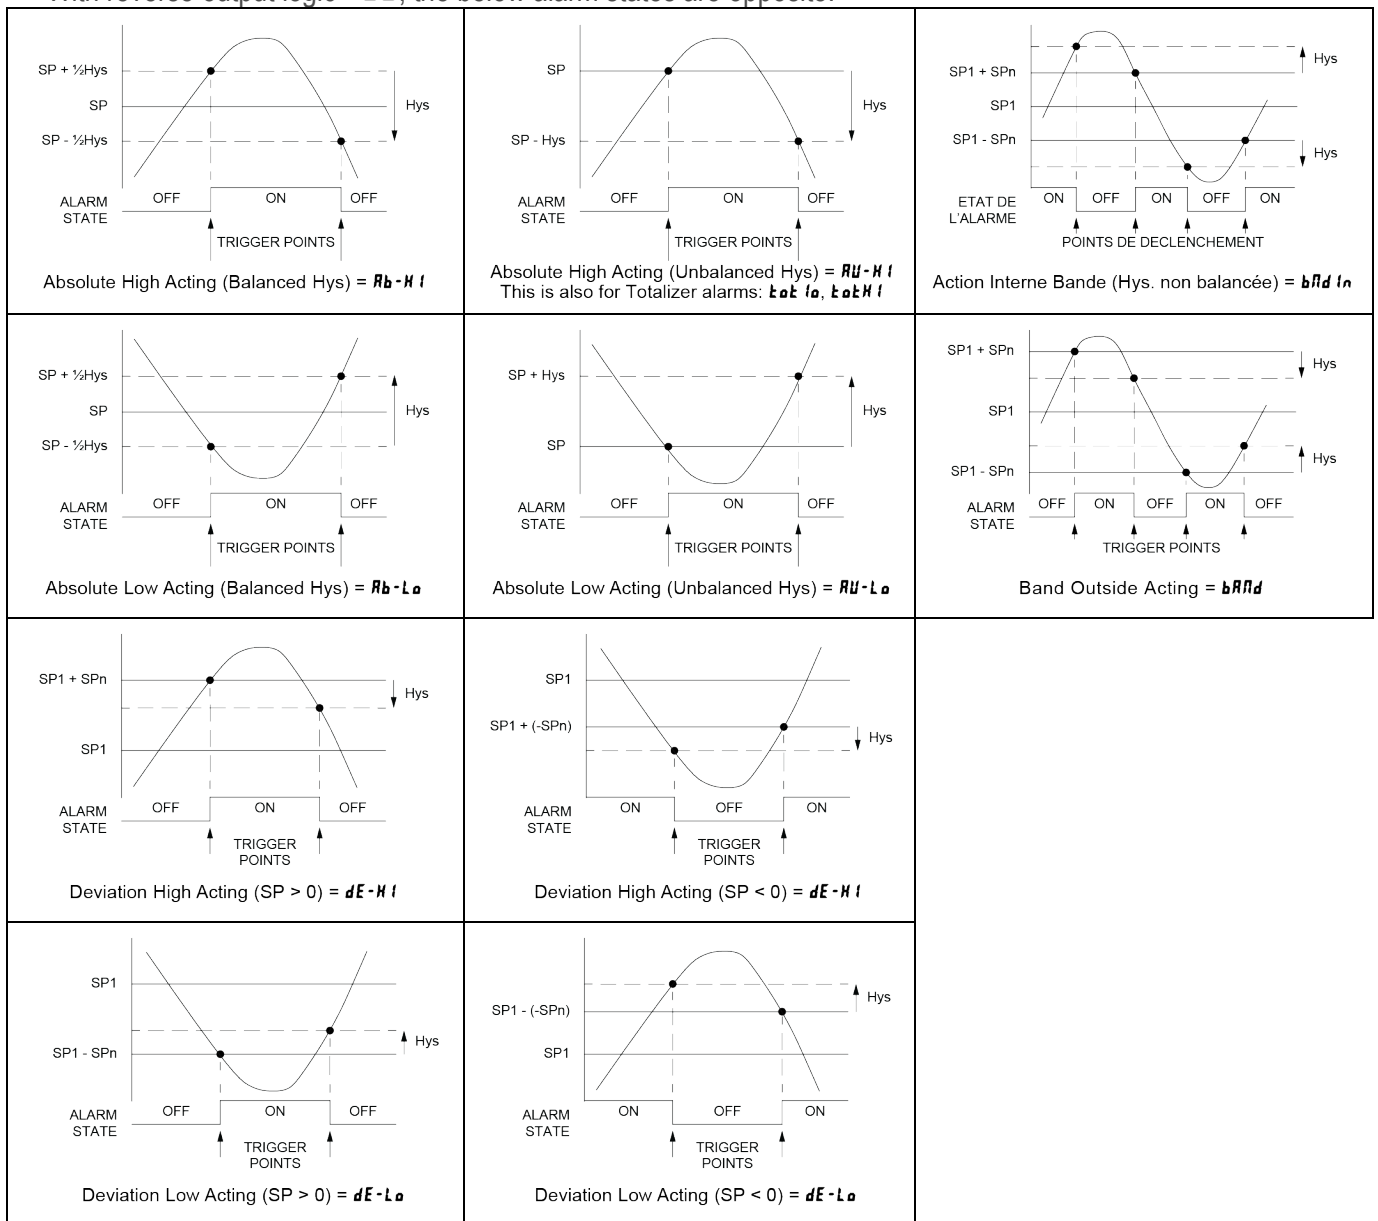 SP + ½Hys
SP
SP - ½Hys
Hys
OFF
ON
OFF
ALARM
STATE
TRIGGER POINTS
Absolute High Acting (Balanced Hys) = Ab-HI
SP
SP - Hys
Hys
OFF
ON
OFF
ALARM
STATE
TRIGGER POINTS
Absolute High Acting (Unbalanced Hys) = AU-HI
This is also for Totalizer alarms: totlo, totHI
Hys
SP1 + SPn
SP1
SP1 - SPn
Hys
ON
OFF
ON
OFF
ON
ETAT DE
L'ALARME
POINTS DE DECLENCHEMENT
Action Interne Bande (Hys. non balancée) = bNdIn
SP + ½Hys
SP
SP - ½Hys
Hys
OFF
ON
OFF
ALARM
STATE
TRIGGER POINTS
Absolute Low Acting (Balanced Hys) = Ab-Lo
SP + Hys
SP
Hys
OFF
ON
OFF
ALARM
STATE
TRIGGER POINTS
Absolute Low Acting (Unbalanced Hys) = AU-Lo
SP1 + SPn
Hys
SP1
SP1 - SPn
Hys
OFF
ON
OFF
ON
OFF
ALARM
STATE
TRIGGER POINTS
Band Outside Acting = bANd
SP1 + SPn
SP1
Hys
OFF
ON
OFF
ALARM
STATE
TRIGGER
POINTS
Deviation High Acting (SP > 0) = dE-HI
SP1
SP1 + (-SPn)
Hys
ON
OFF
ON
ALARM
STATE
TRIGGER
POINTS
Deviation High Acting (SP < 0) = dE-HI
SP1
SP1 - SPn
Hys
OFF
ON
OFF
ALARM
STATE
TRIGGER
POINTS
Deviation Low Acting (SP > 0) = dE-Lo
SP1 - (-SPn)
SP1
Hys
ON
OFF
ON
ALARM
STATE
TRIGGER
POINTS
Deviation Low Acting (SP < 0) = dE-Lo